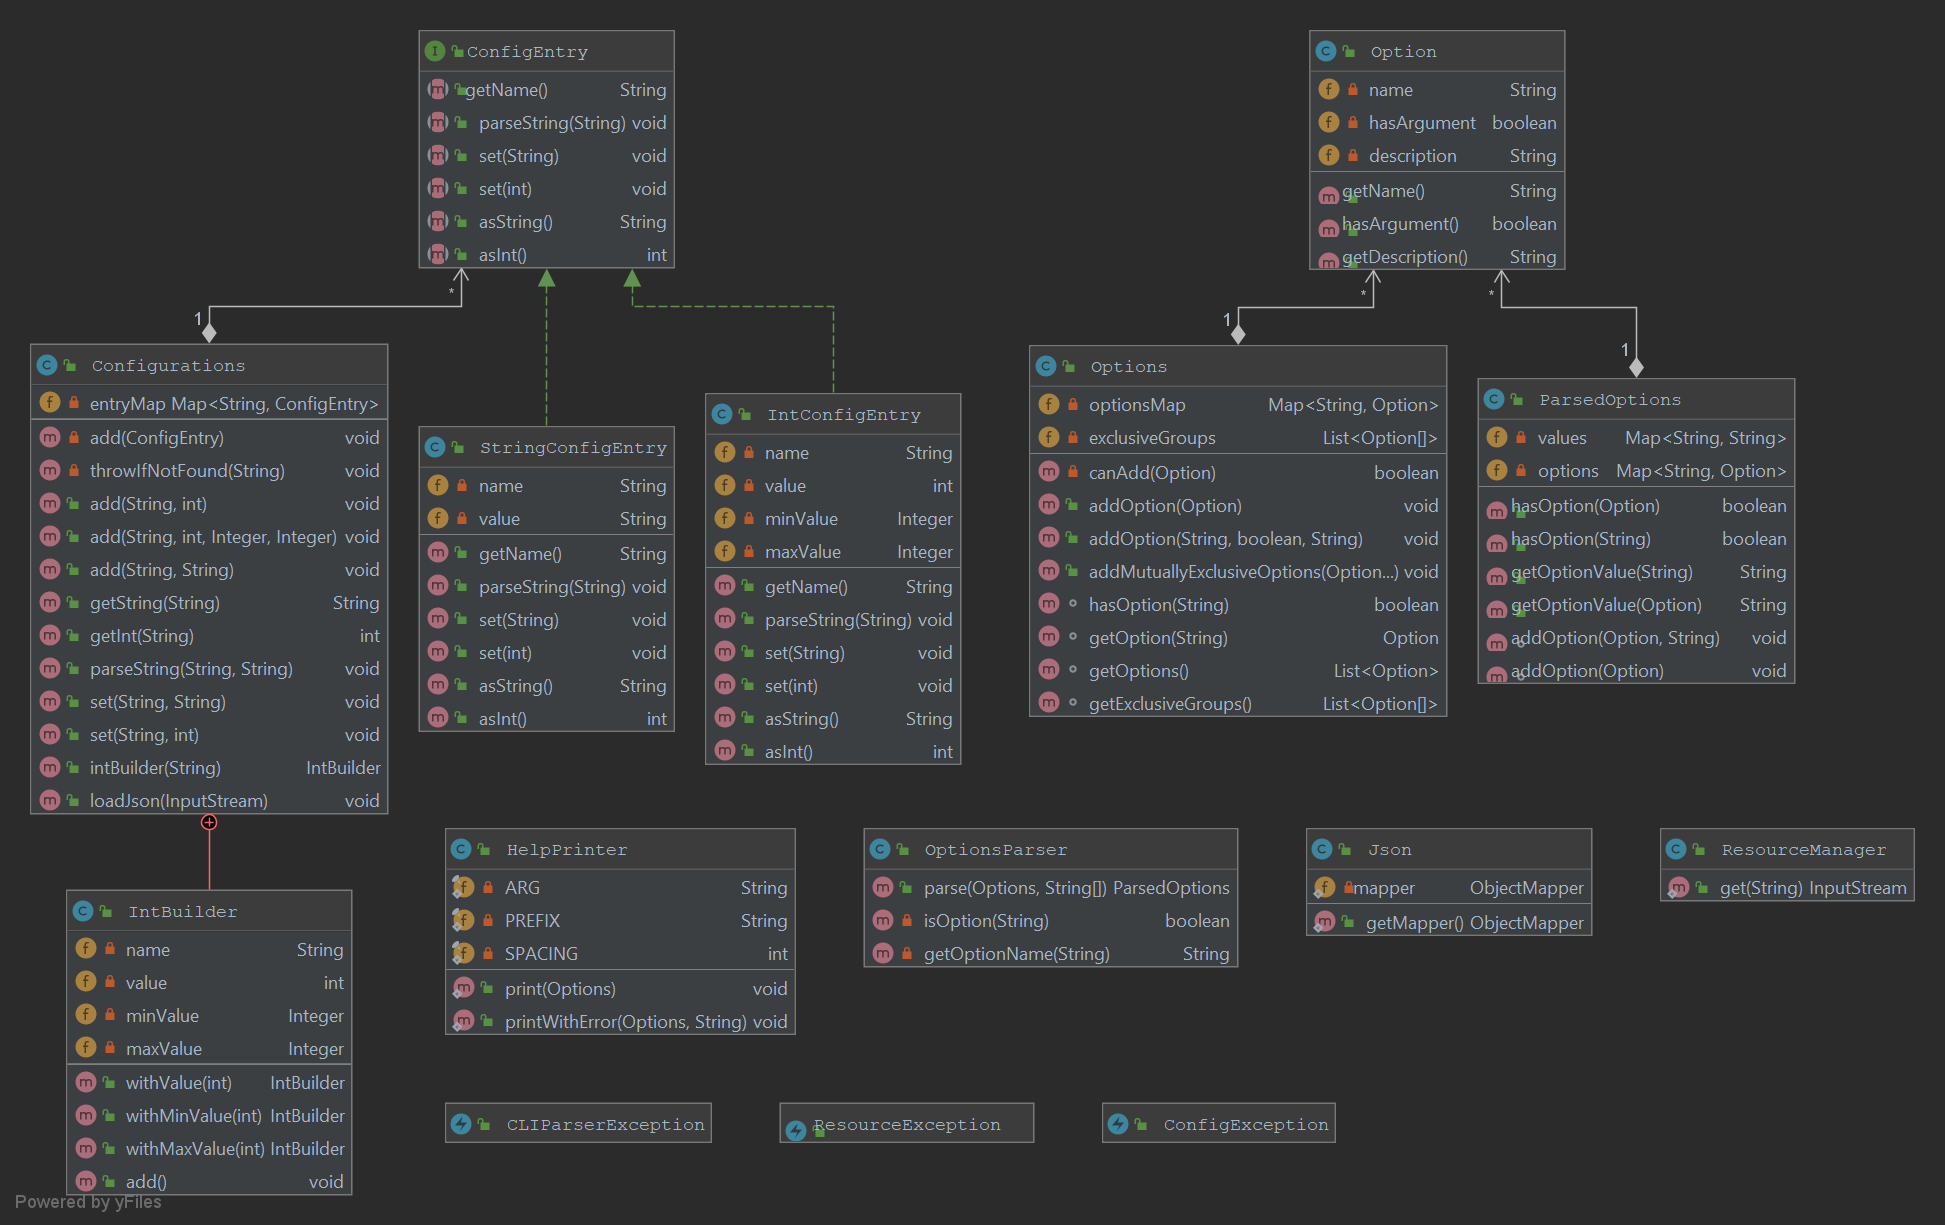 ConfigEntry
getName() String
parseString(String) void
set(String) void
set(int) void
asString() String
asInt() int
Option
name String
hasArgument boolean
description String
getName() String
hasArgument() boolean
getDescription() String
* 1
* 1
* 1
Configurations
entryMap Map<String, ConfigEntry>
add(ConfigEntry) void
throwIfNotFound(String) void
add(String, int) void
add(String, int, Integer, Integer) void
add(String, String) void
getString(String) String
getInt(String) int
parseString(String, String) void
set(String, String) void
set(String, int) void
intBuilder(String) IntBuilder
loadJson(InputStream) void
StringConfigEntry
name String
value String
getName() String
parseString(String) void
set(String) void
set(int) void
asString() String
asInt() int
IntConfigEntry
name String
value int
minValue Integer
maxValue Integer
getName() String
parseString(String) void
set(String) void
set(int) void
asString() String
asInt() int
Options
optionsMap Map<String, Option>
exclusiveGroups List<Option[]>
canAdd(Option) boolean
addOption(Option) void
addOption(String, boolean, String) void
addMutuallyExclusiveOptions(Option...) void
hasOption(String) boolean
getOption(String) Option
getOptions() List<Option>
getExclusiveGroups() List<Option[]>
ParsedOptions
values Map<String, String>
options Map<String, Option>
hasOption(Option) boolean
hasOption(String) boolean
getOptionValue(String) String
getOptionValue(Option) String
addOption(Option, String) void
addOption(Option) void
IntBuilder
name String
value int
minValue Integer
maxValue Integer
withValue(int) IntBuilder
withMinValue(int) IntBuilder
withMaxValue(int) IntBuilder
add() void
HelpPrinter
ARG String
PREFIX String
SPACING int
print(Options) void
printWithError(Options, String) void
OptionsParser
parse(Options, String[]) ParsedOptions
isOption(String) boolean
getOptionName(String) String
Json
mapper ObjectMapper
getMapper() ObjectMapper
ResourceManager
get(String) InputStream
CLIParserException
ResourceException
ConfigException
Powered by yFiles